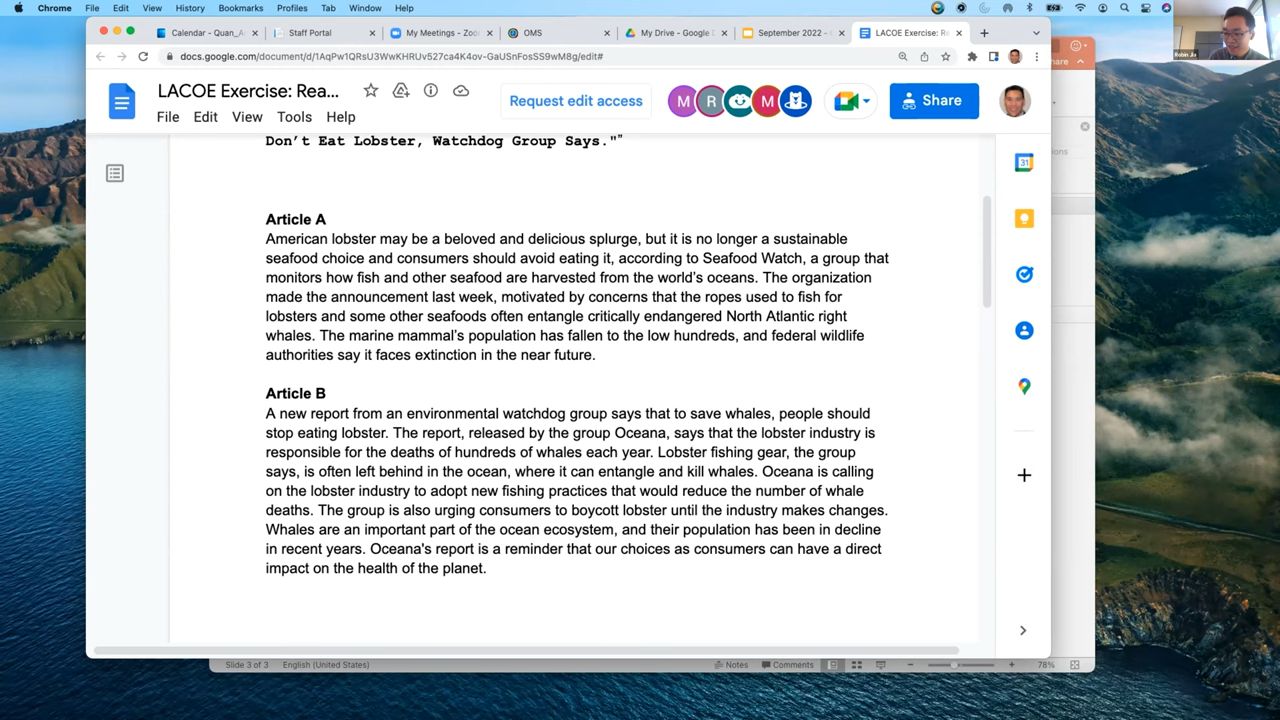 Chrome File Edit View History Bookmarks Profiles Tab Window Help
Calendar - Quan_A Staff Portal My Meetings - Zoo OMS My Drive - Google D September 2022 - LACOE Exercise: Re
docs.google.com/document/d/1AqPw1QRsU3WwKHRUv527ca4K4ov-GaUSnFosSS9wM8g/edit#
Robin Jia
LACOE Exercise: Rea...
Request edit access
M R M
Share
File Edit View Tools Help
31
Don't Eat Lobster, Watchdog Group Says.""
Article A
American lobster may be a beloved and delicious splurge, but it is no longer a sustainable
seafood choice and consumers should avoid eating it, according to Seafood Watch, a group that
monitors how fish and other seafood are harvested from the world's oceans. The organization
made the announcement last week, motivated by concerns that the ropes used to fish for
lobsters and some other seafoods often entangle critically endangered North Atlantic right
whales. The marine mammal's population has fallen to the low hundreds, and federal wildlife
authorities say it faces extinction in the near future.
Article B
A new report from an environmental watchdog group says that to save whales, people should
stop eating lobster. The report, released by the group Oceana, says that the lobster industry is
responsible for the deaths of hundreds of whales each year. Lobster fishing gear, the group
says, is often left behind in the ocean, where it can entangle and kill whales. Oceana is calling
on the lobster industry to adopt new fishing practices that would reduce the number of whale
deaths. The group is also urging consumers to boycott lobster until the industry makes changes.
Whales are an important part of the ocean ecosystem, and their population has been in decline
in recent years. Oceana's report is a reminder that our choices as consumers can have a direct
impact on the health of the planet.
Slide 3 of 3 English (United States) Notes Comments 78%